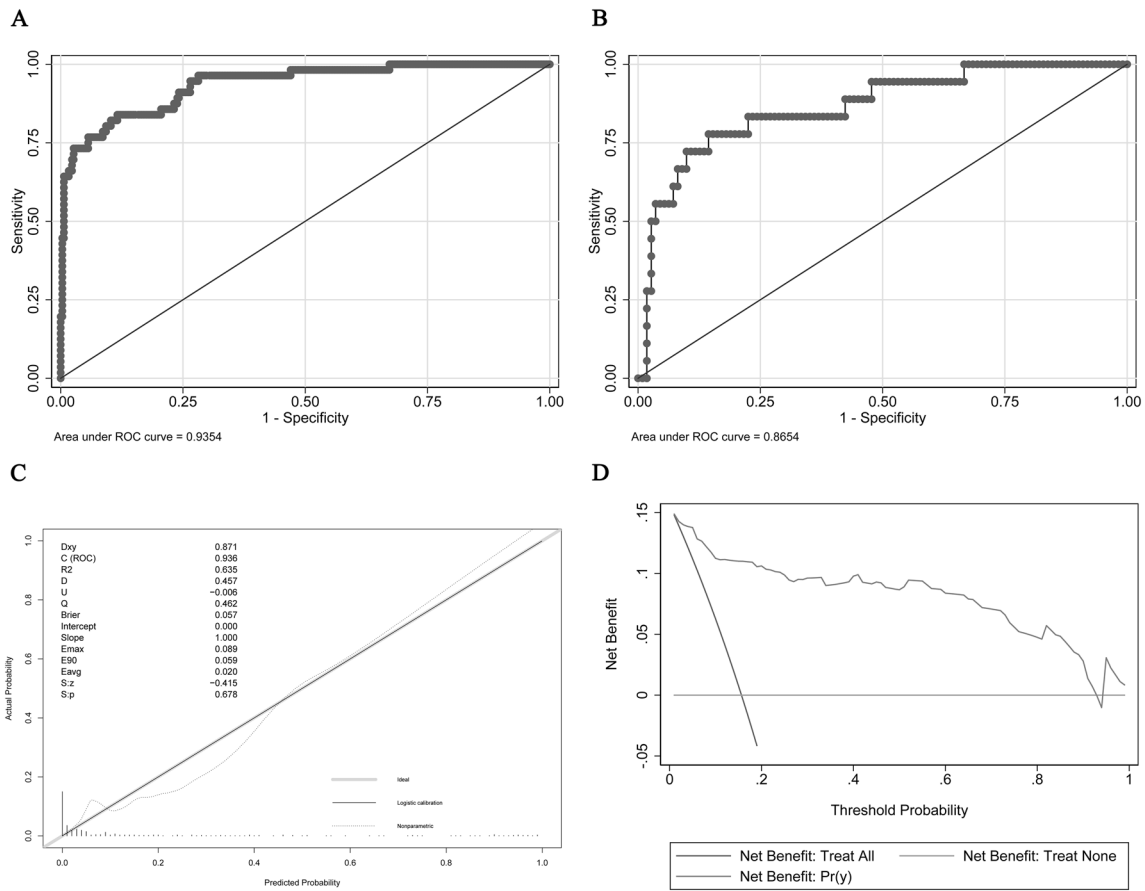 A
Sensitivity
1.00
0.75
0.50
0.25
0.00
0.00 0.25 0.50 0.75 1.00
1 - Specificity
Area under ROC curve = 0.9354
B
Sensitivity
1.00
0.75
0.50
0.25
0.00
0.00 0.25 0.50 0.75 1.00
1 - Specificity
Area under ROC curve = 0.8654
C
Actual Probability
1.0
0.8
0.6
0.4
0.2
0.0
Dxy 0.871
C (ROC) 0.936
R2 0.635
D 0.457
U −0.006
Q 0.462
Brier 0.057
Intercept 0.000
Slope 1.000
Emax 0.089
E90 0.059
Eavg 0.020
S:z −0.415
S:p 0.678
Ideal
Logistic calibration
Nonparametric
0.0 0.2 0.4 0.6 0.8 1.0
Predicted Probability
D
Net Benefit
.15
.1
.05
0
-.05
0 .2 .4 .6 .8 1
Threshold Probability
Net Benefit: Treat All Net Benefit: Treat None
Net Benefit: Pr(y)